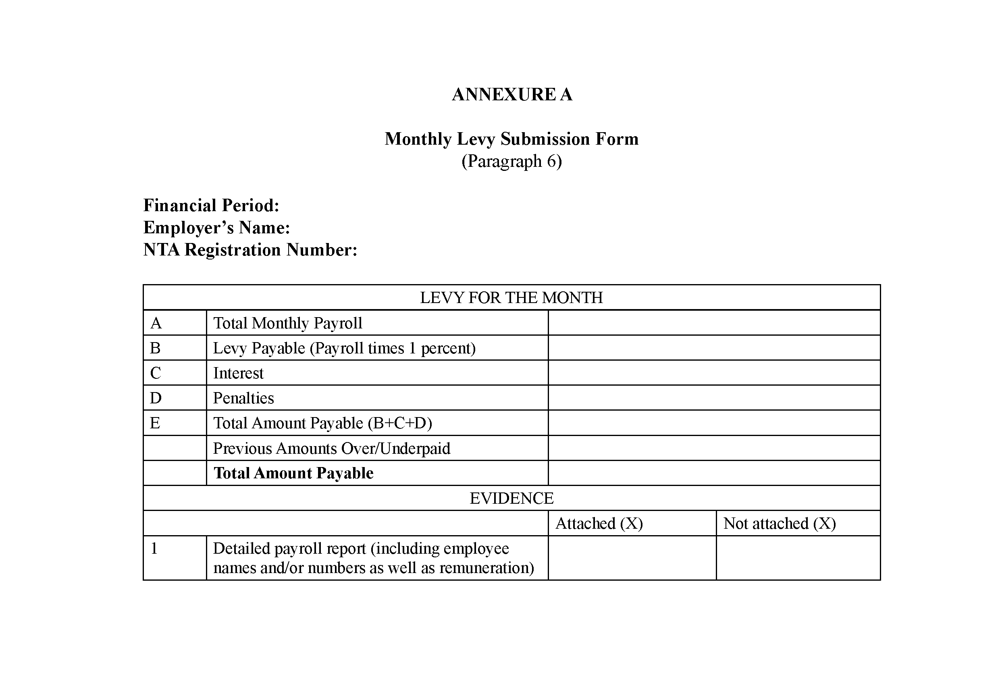 ANNEXURE A
Monthly Levy Submission Form
(Paragraph 6)
Financial Period:
Employer’s Name:
NTA Registration Number:
LEVY FOR THE MONTH
A Total Monthly Payroll
B Levy Payable (Payroll times 1 percent)
C Interest
D Penalties
E Total Amount Payable (B+C+D)
Previous Amounts Over/Underpaid
Total Amount Payable
EVIDENCE
Attached (X) Not attached (X)
1 Detailed payroll report (including employee
names and/or numbers as well as remuneration)